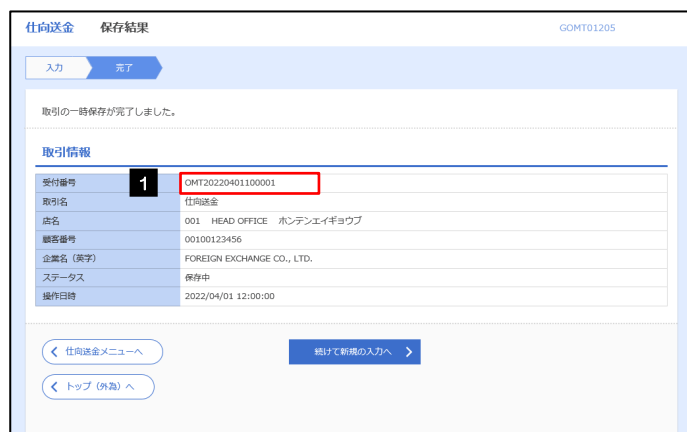 仕向送金 保存結果 GOMT01205
入力 完了
取引の一時保存が完了しました。
取引情報
受付番号 1 OMT20220401100001
取引名 仕向送金
店名 001 HEAD OFFICE ホンテンエイギョウブ
顧客番号 00100123456
企業名（英字） FOREIGN EXCHANGE CO., LTD.
ステータス 保存中
操作日時 2022/04/01 12:00:00
仕向送金メニューへ 続けて新規の入力へ
トップ（外為）へ